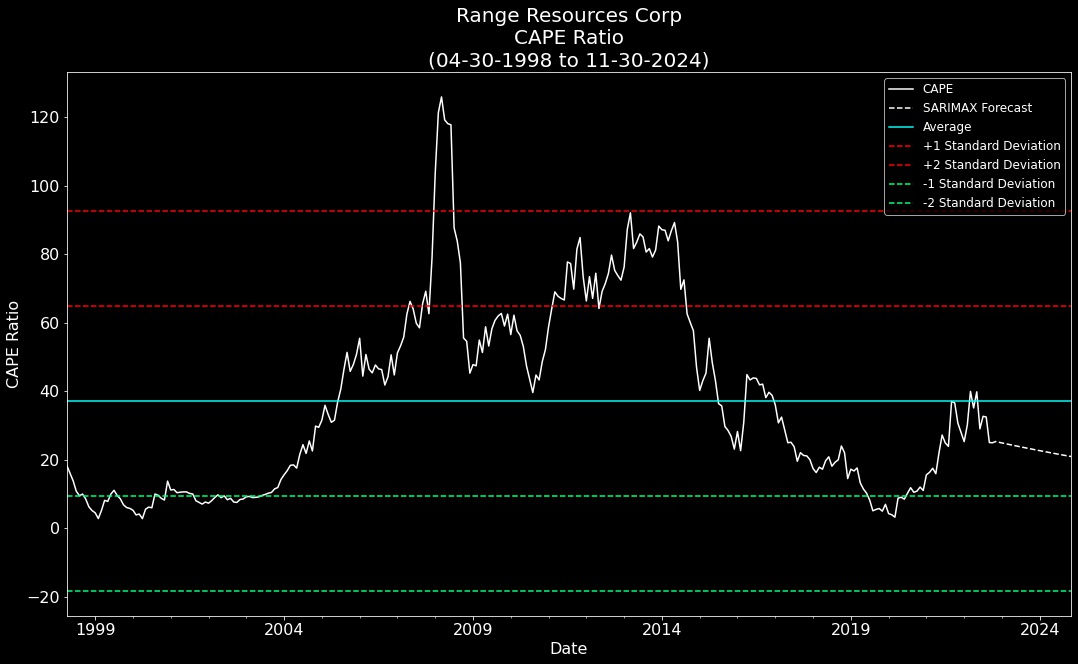 Range Resources Corp
CAPE Ratio
(04-30-1998 to 11-30-2024)
CAPE
SARIMAX Forecast
Average
+1 Standard Deviation
+2 Standard Deviation
-1 Standard Deviation
-2 Standard Deviation
CAPE Ratio
120
100
80
60
40
20
0
−20
1999
2004
2009
2014
2019
2024
Date